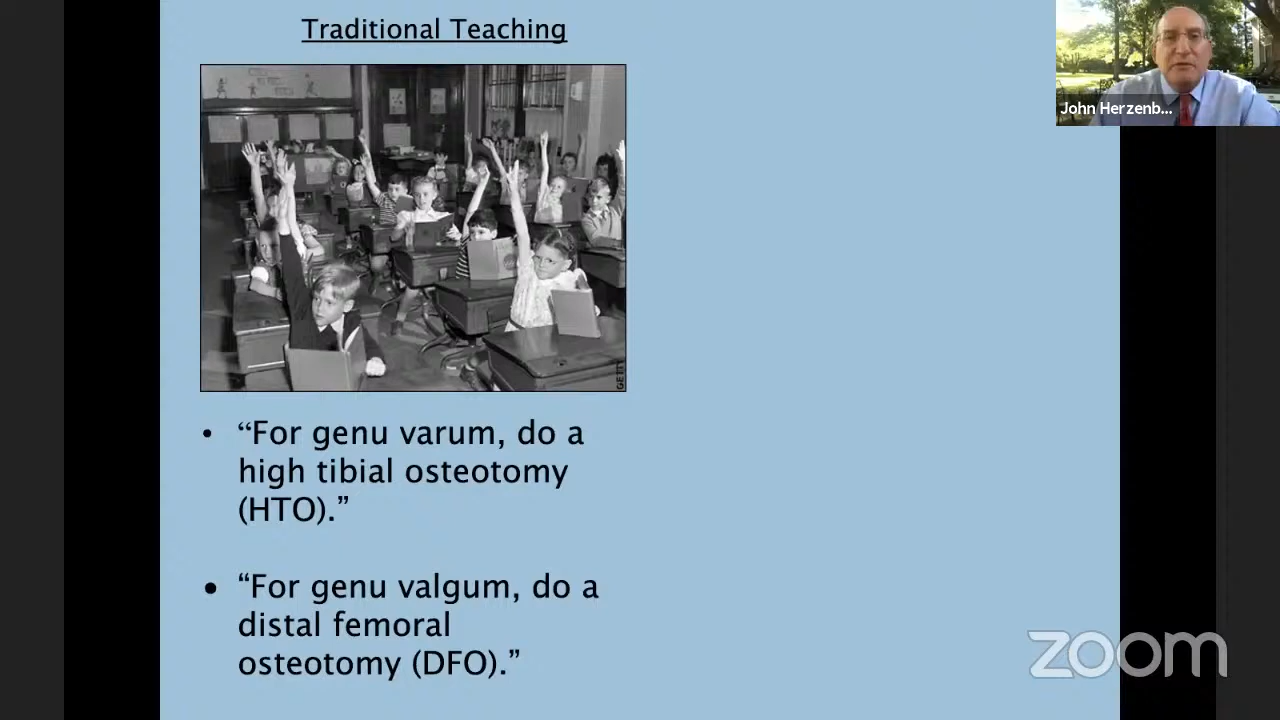 Traditional Teaching
John Herzenb...
GETTY
• “For genu varum, do a
high tibial osteotomy
(HTO).”
• “For genu valgum, do a
distal femoral
osteotomy (DFO).”
zoom